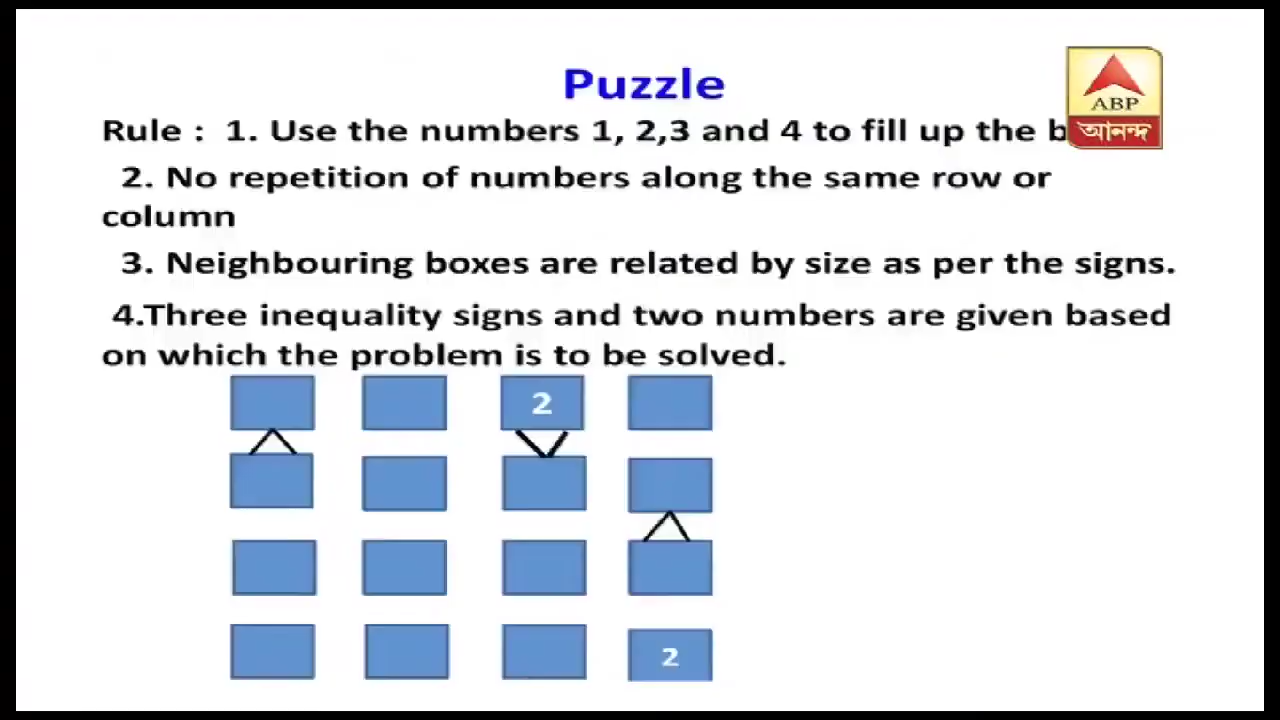 Puzzle
ABP
আনন্দ
Rule : 1. Use the numbers 1, 2,3 and 4 to fill up the b
2. No repetition of numbers along the same row or
column
3. Neighbouring boxes are related by size as per the signs.
4.Three inequality signs and two numbers are given based
on which the problem is to be solved.
2
2